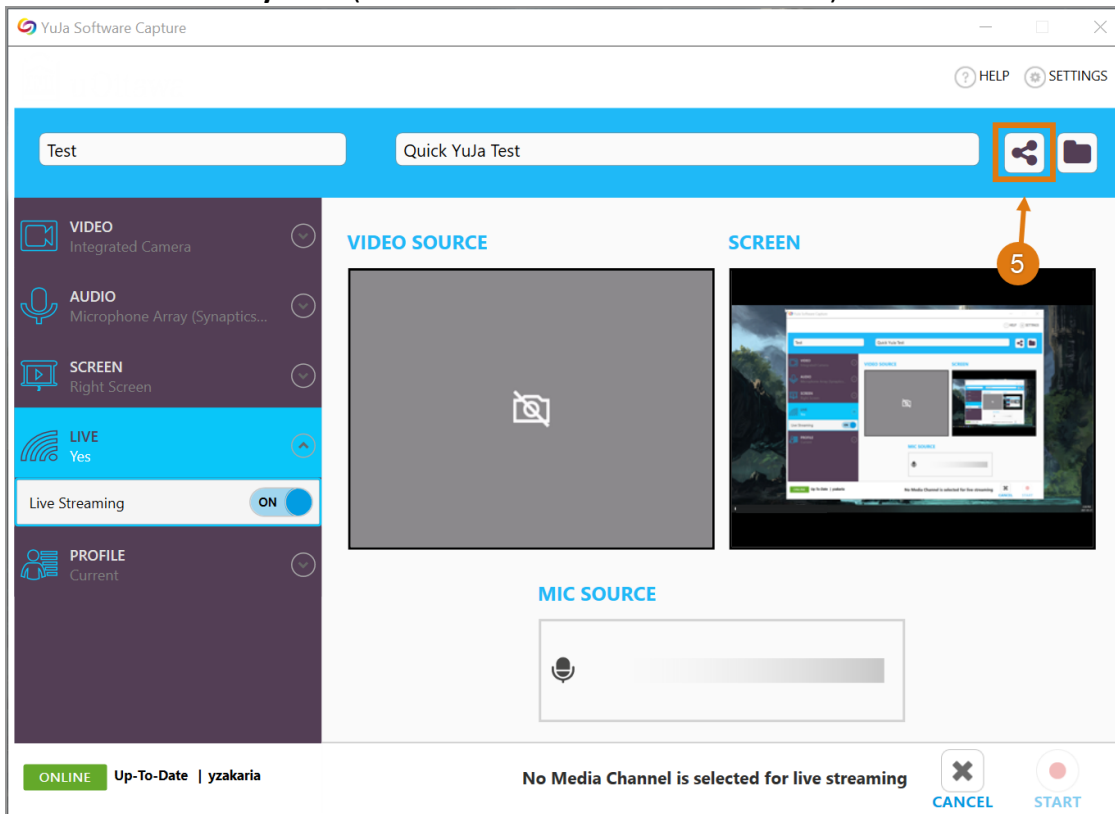 YuJa Software Capture
HELP SETTINGS
Test
Quick YuJa Test
5
VIDEO
Integrated Camera
AUDIO
Microphone Array (Synaptics...
SCREEN
Right Screen
LIVE
Yes
Live Streaming ON
PROFILE
Current
VIDEO SOURCE
SCREEN
MIC SOURCE
ONLINE Up-To-Date | yzakaria
No Media Channel is selected for live streaming
CANCEL START